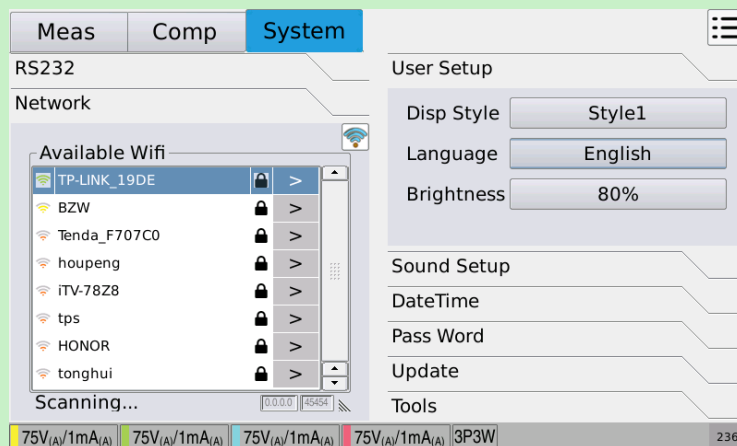 Meas Comp System
RS232
Network
Available Wifi
TP-LINK_19DE >
BZW >
Tenda_F707C0 >
houpeng >
iTV-78Z8 >
tps >
HONOR >
tonghui >
Scanning... 0.0.0.0 45454
User Setup
Disp Style Style1
Language English
Brightness 80%
Sound Setup
DateTime
Pass Word
Update
Tools
75V(A)/1mA(A) 75V(A)/1mA(A) 75V(A)/1mA(A) 75V(A)/1mA(A) 3P3W 236